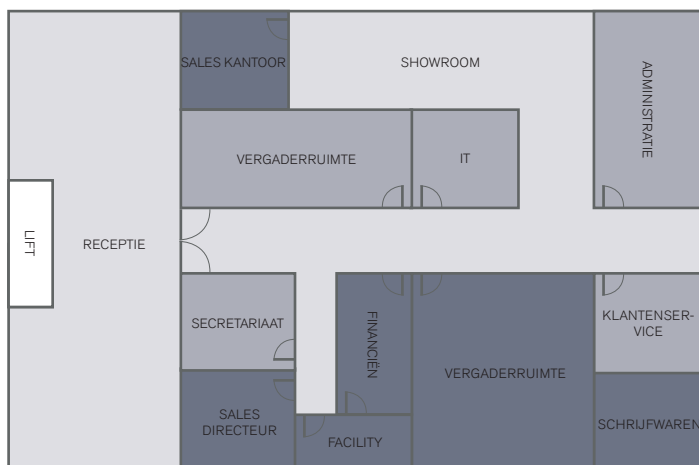 SALES KANTOOR
SHOWROOM
ADMINISTRATIE
VERGADERRUIMTE
IT
LIFT
RECEPTIE
SECRETARIAAT
FINANCIËN
VERGADERRUIMTE
KLANTENSER-
VICE
SALES
DIRECTEUR
FACILITY
SCHRIJFWAREN